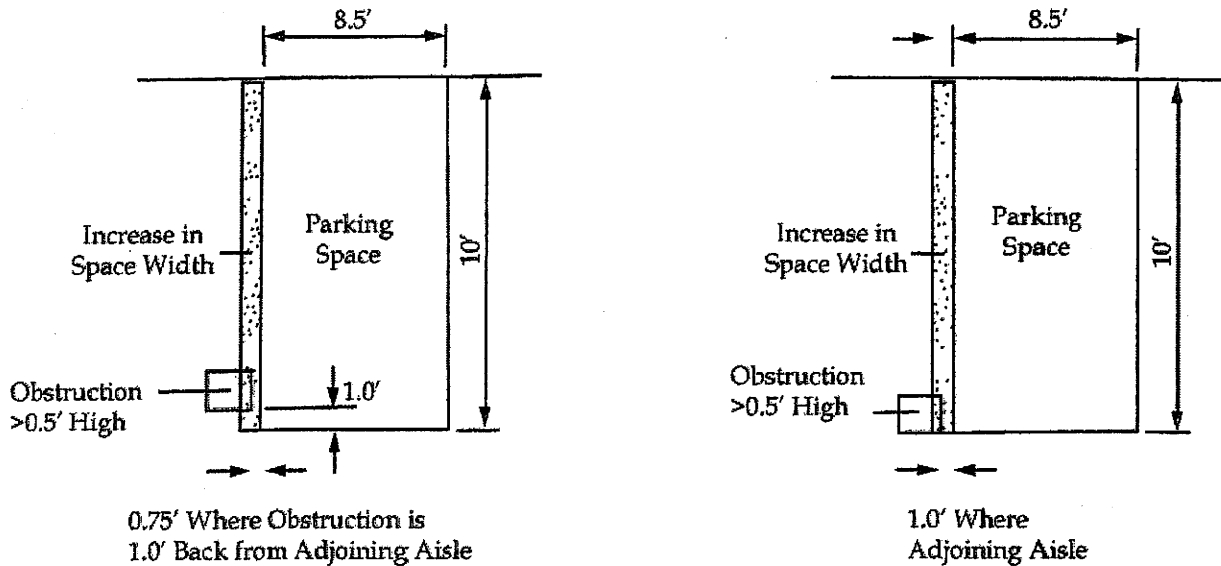 8.5′
Increase in
Space Width
Parking
Space
10′
Obstruction
>0.5′ High
1.0′
0.75′ Where Obstruction is
1.0′ Back from Adjoining Aisle
8.5′
Increase in
Space Width
Parking
Space
10′
Obstruction
>0.5′ High
1.0′ Where
Adjoining Aisle